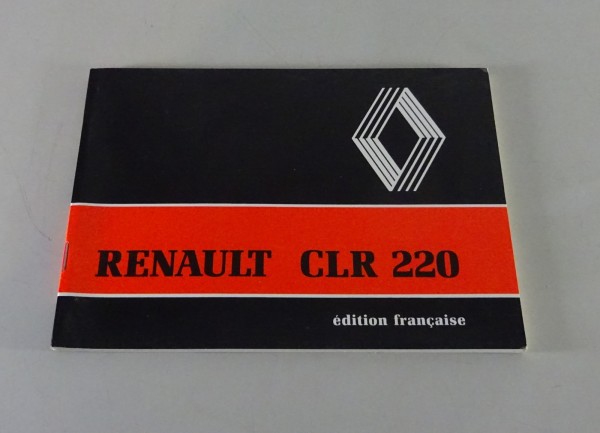 RENAULT CLR 220
édition française